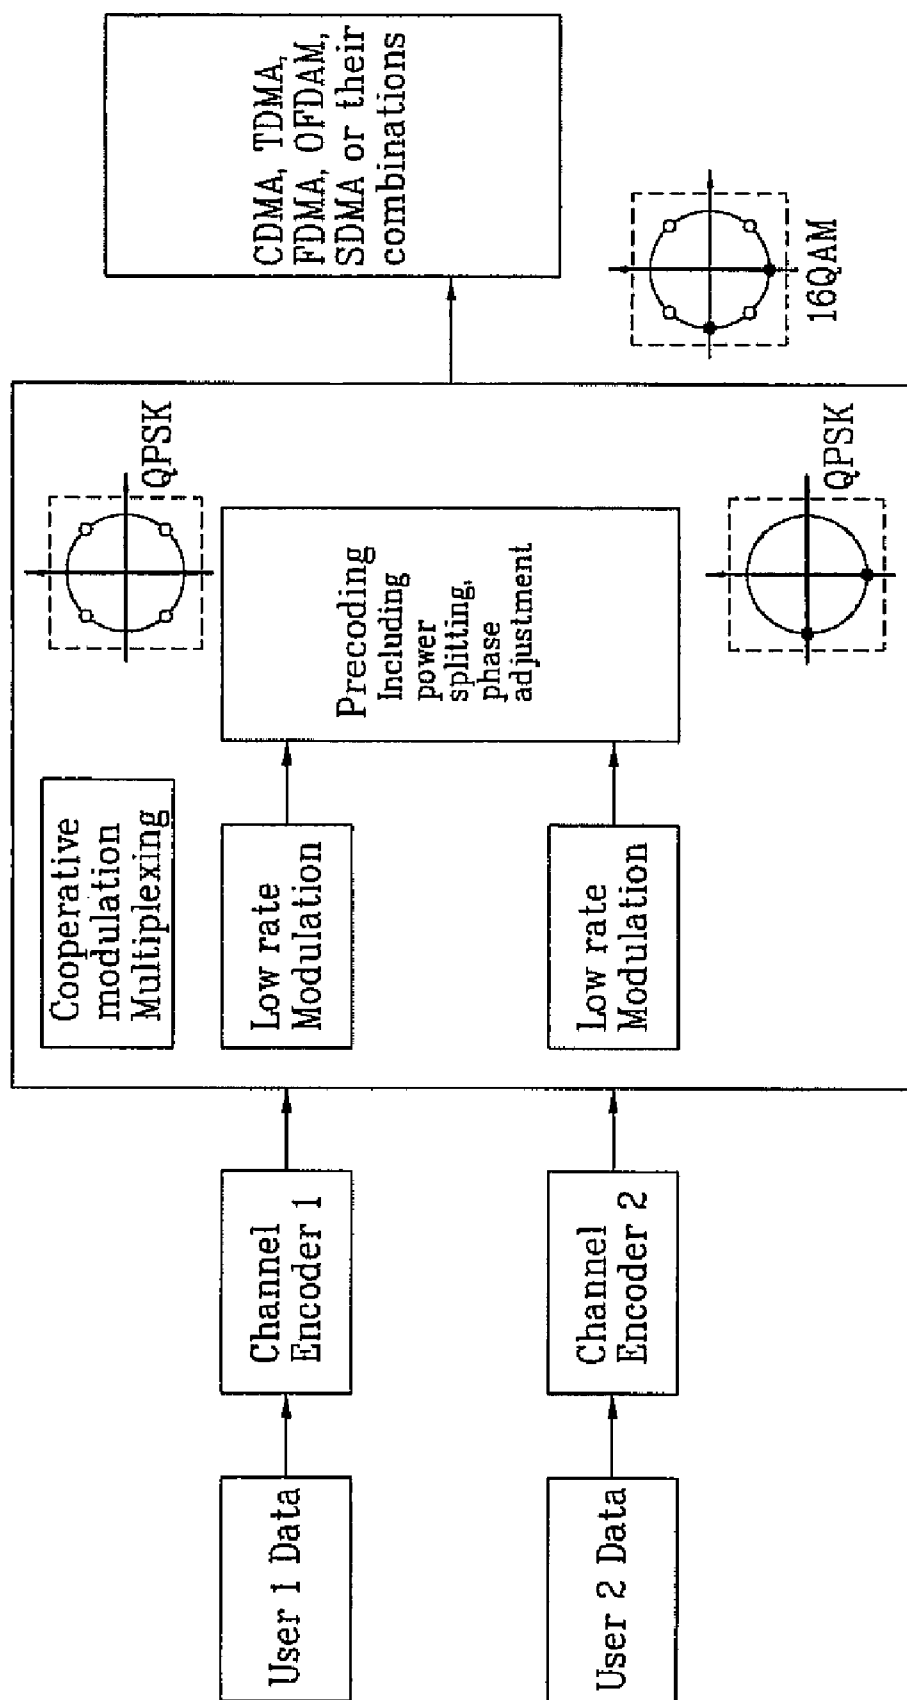 User 1 Data
Channel
Encoder 1
Cooperative
modulation
Multiplexing
Low rate
Modulation
QPSK
Precoding
Including
power
splitting,
phase
adjustment
CDMA, TDMA,
FDMA, OFDAM,
SDMA or their
combinations
User 2 Data
Channel
Encoder 2
Low rate
Modulation
QPSK
16QAM